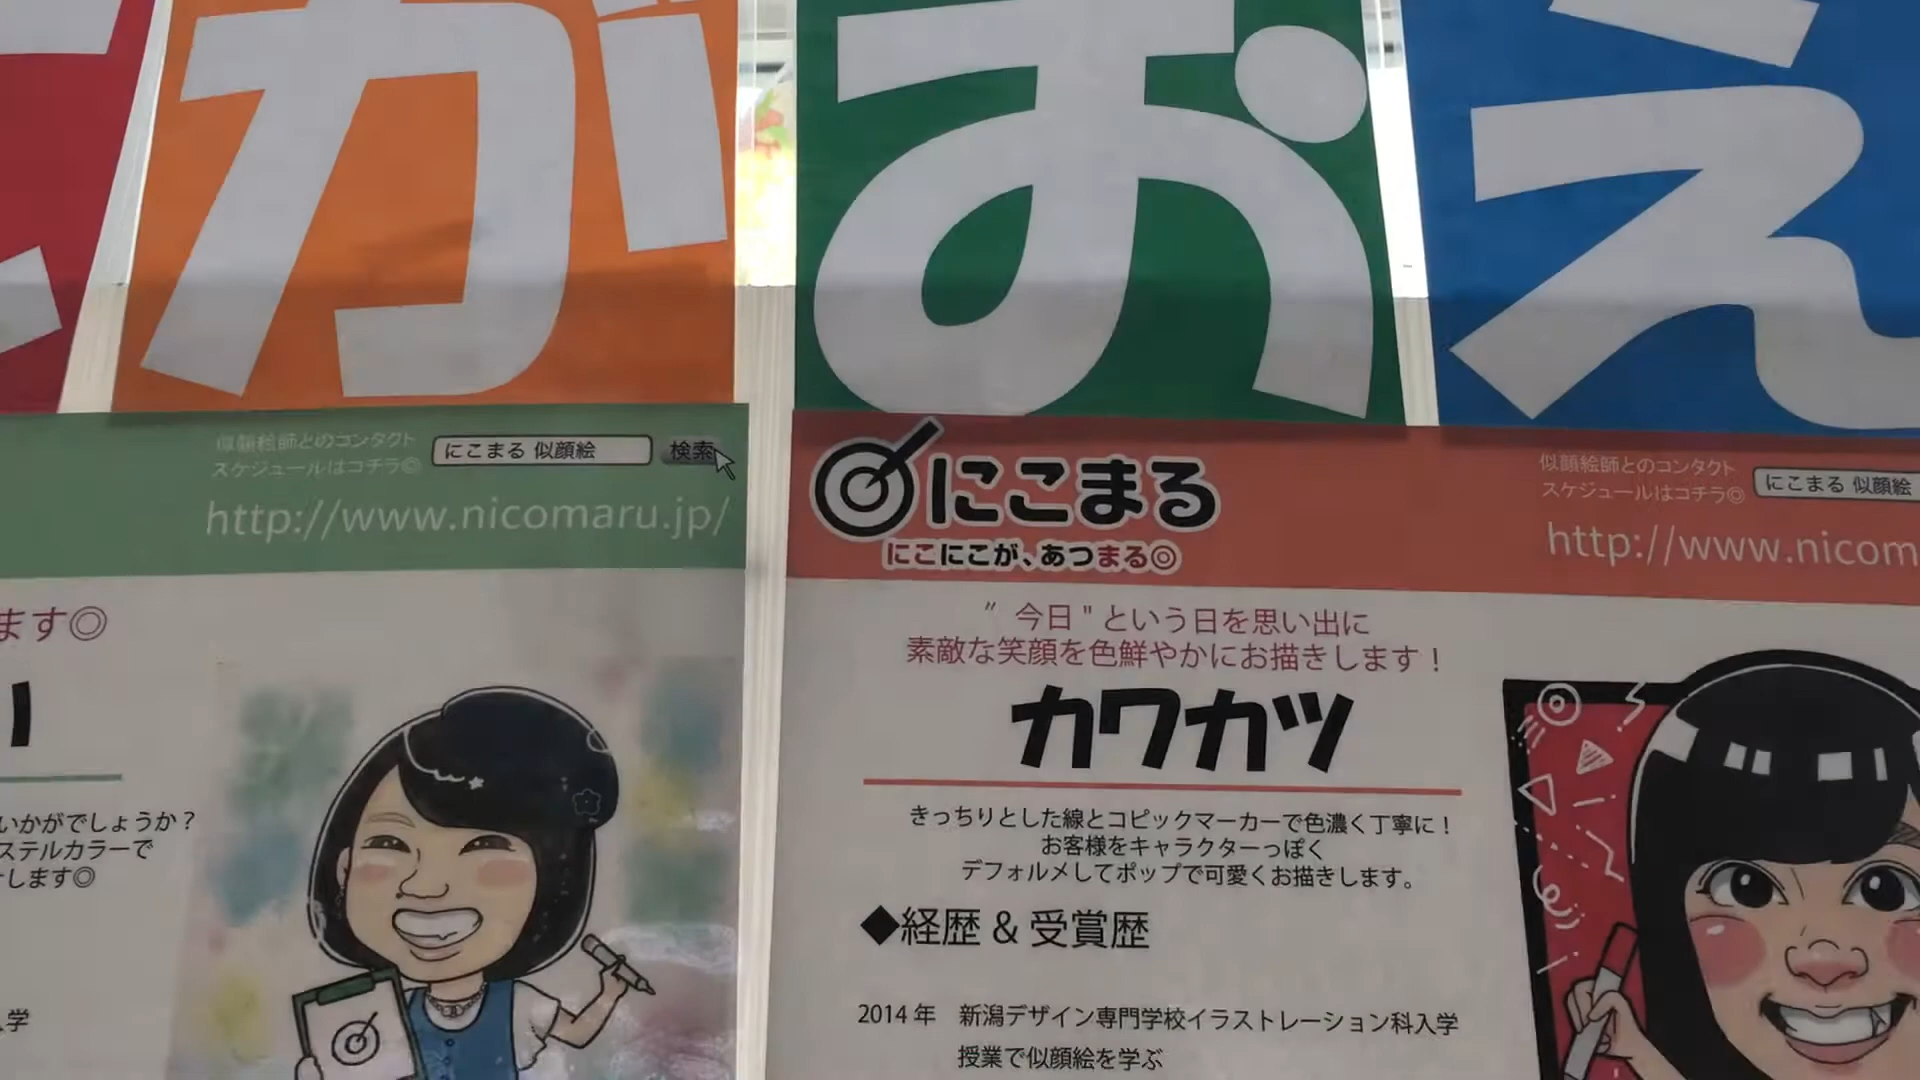 がおえ
似顔絵師とのコンタクト
スケジュールはコチラ◎
にこまる 似顔絵
検索
http://www.nicomaru.jp/
ます◎
いかがでしょうか?
ステルカラーで
します◎
学
にこまる
にこにこが、あつまる◎
似顔絵師とのコンタクト
スケジュールはコチラ◎
にこまる 似顔絵
http://www.nicom
〝 今日 " という日を思い出に
素敵な笑顔を色鮮やかにお描きします!
カワカツ
きっちりとした線とコピックマーカーで色濃く丁寧に!
お客様をキャラクターっぽく
デフォルメしてポップで可愛くお描きします。
◆経歴 & 受賞歴
2014 年 新潟デザイン専門学校イラストレーション科入学
授業で似顔絵を学ぶ